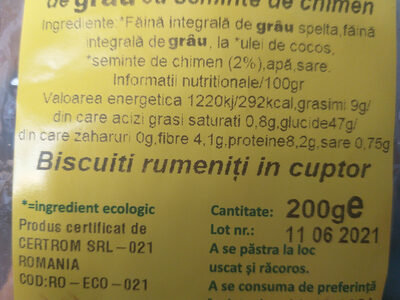 de grâu cu seminte de chimen
Ingrediente:*Făină integrală de grâu spelta,făină
integrală de grâu, la *ulei de cocos,
*seminte de chimen (2%),apă,sare.
Informatii nutritionale/100gr
Valoarea energetica 1220kj/292kcal,grasimi 9g/
din care acizi grasi saturati 0,8g,glucide47g/
din care zaharuri 0g,fibre 4,1g,proteine8,2g,sare 0,75g
Biscuiti rumeniți in cuptor
*=ingredient ecologic
Produs certificat de
CERTROM SRL-021
ROMANIA
COD:RO-ECO-021
Cantitate: 200g e
Lot nr.: 11 06 2021
A se păstra la loc
uscat și răcoros.
A se consuma de preferință